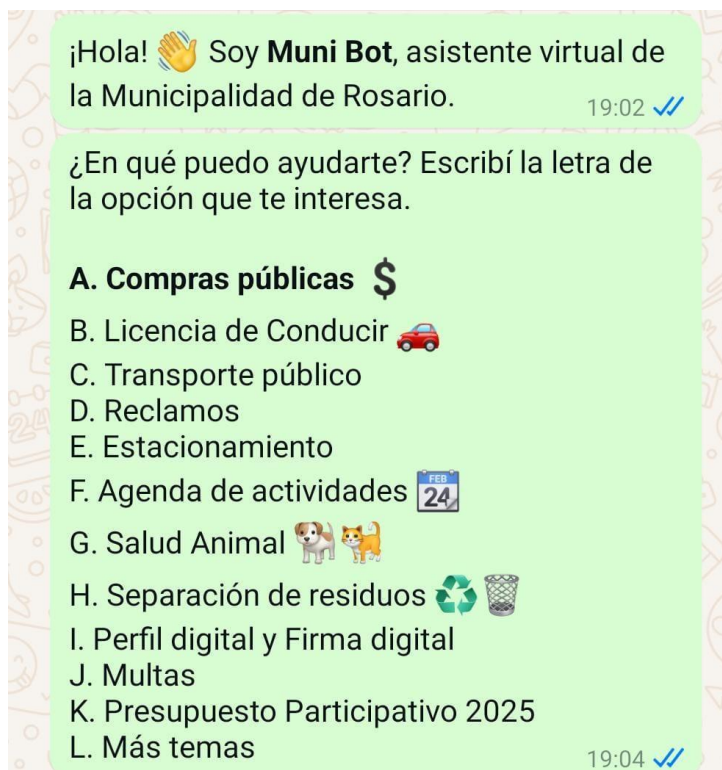 ¡Hola! 👋 Soy Muni Bot, asistente virtual de
la Municipalidad de Rosario.
19:02
¿En qué puedo ayudarte? Escribí la letra de
la opción que te interesa.
A. Compras públicas 💲
B. Licencia de Conducir 🚗
C. Transporte público
D. Reclamos
E. Estacionamiento
F. Agenda de actividades 📆
G. Salud Animal 🐶🐈
H. Separación de residuos ♻️🗑️
I. Perfil digital y Firma digital
J. Multas
K. Presupuesto Participativo 2025
L. Más temas
19:04